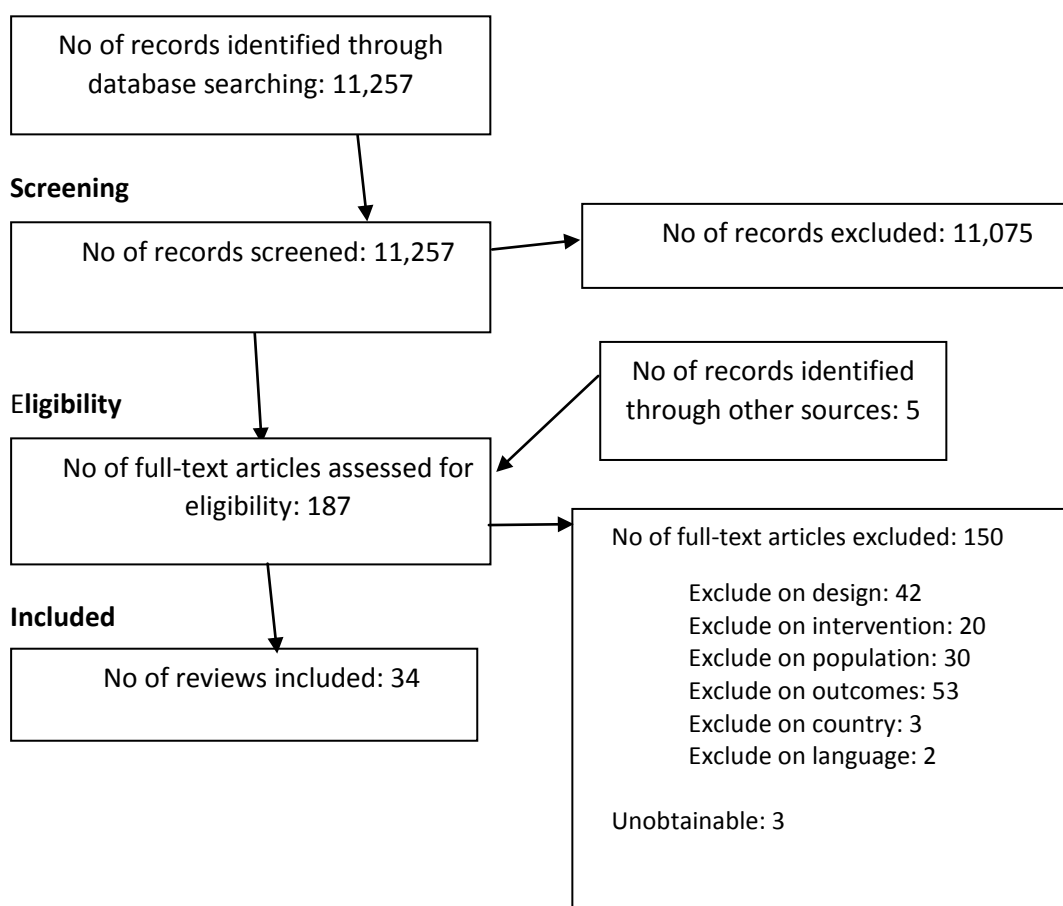 No of records identified through
database searching: 11,257
Screening
No of records screened: 11,257
No of records excluded: 11,075
No of records identified
through other sources: 5
Eligibility
No of full-text articles assessed for
eligibility: 187
No of full-text articles excluded: 150
Exclude on design: 42
Exclude on intervention: 20
Exclude on population: 30
Exclude on outcomes: 53
Exclude on country: 3
Exclude on language: 2
Unobtainable: 3
Included
No of reviews included: 34